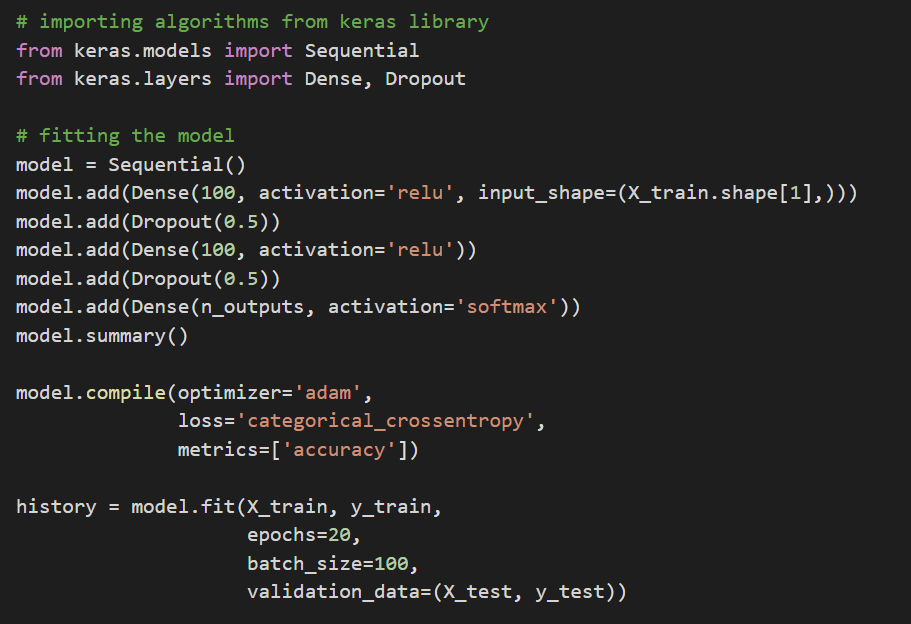 # importing algorithms from keras library
from keras.models import Sequential
from keras.layers import Dense, Dropout

# fitting the model
model = Sequential()
model.add(Dense(100, activation='relu', input_shape=(X_train.shape[1],)))
model.add(Dropout(0.5))
model.add(Dense(100, activation='relu'))
model.add(Dropout(0.5))
model.add(Dense(n_outputs, activation='softmax'))
model.summary()

model.compile(optimizer='adam',
              loss='categorical_crossentropy',
              metrics=['accuracy'])

history = model.fit(X_train, y_train,
                    epochs=20,
                    batch_size=100,
                    validation_data=(X_test, y_test))